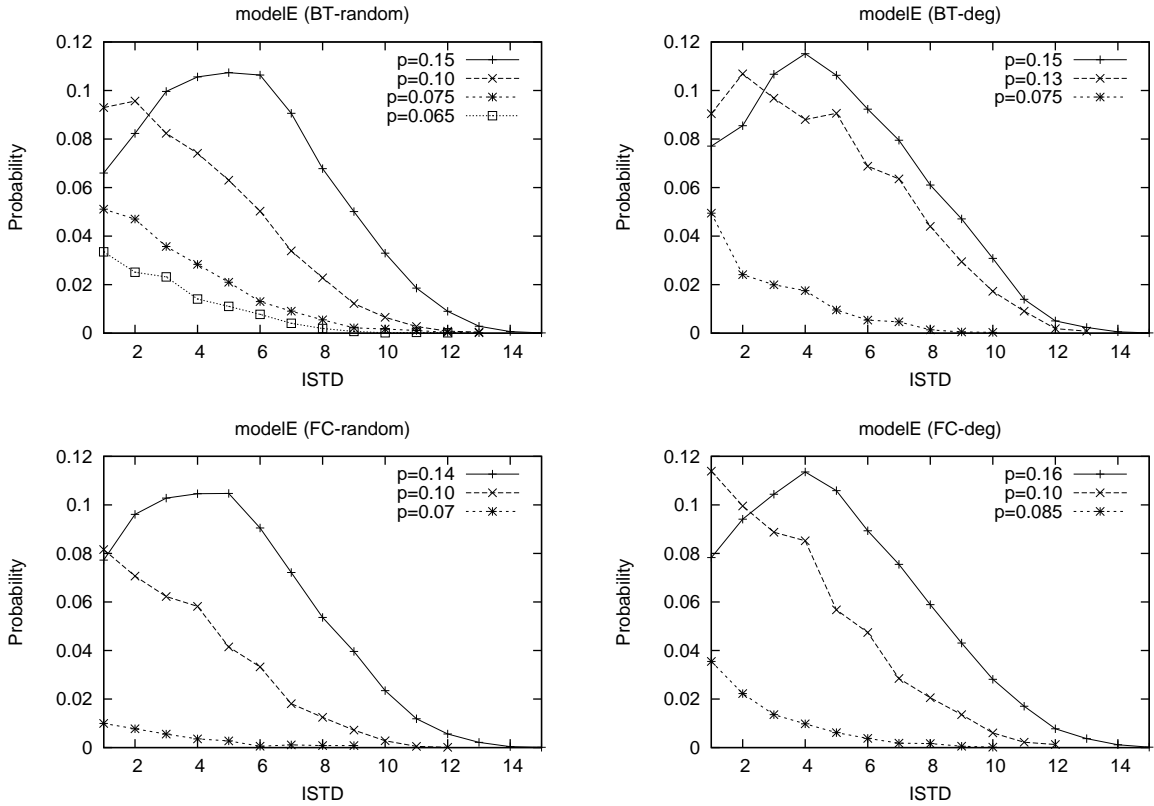 modelE (BT-random)
0.12
0.1
0.08
0.06
0.04
0.02
0
Probability
2 4 6 8 10 12 14
ISTD
p=0.15
p=0.10
p=0.075
p=0.065
modelE (BT-deg)
0.12
0.1
0.08
0.06
0.04
0.02
0
Probability
2 4 6 8 10 12 14
ISTD
p=0.15
p=0.13
p=0.075
modelE (FC-random)
0.12
0.1
0.08
0.06
0.04
0.02
0
Probability
2 4 6 8 10 12 14
ISTD
p=0.14
p=0.10
p=0.07
modelE (FC-deg)
0.12
0.1
0.08
0.06
0.04
0.02
0
Probability
2 4 6 8 10 12 14
ISTD
p=0.16
p=0.10
p=0.085